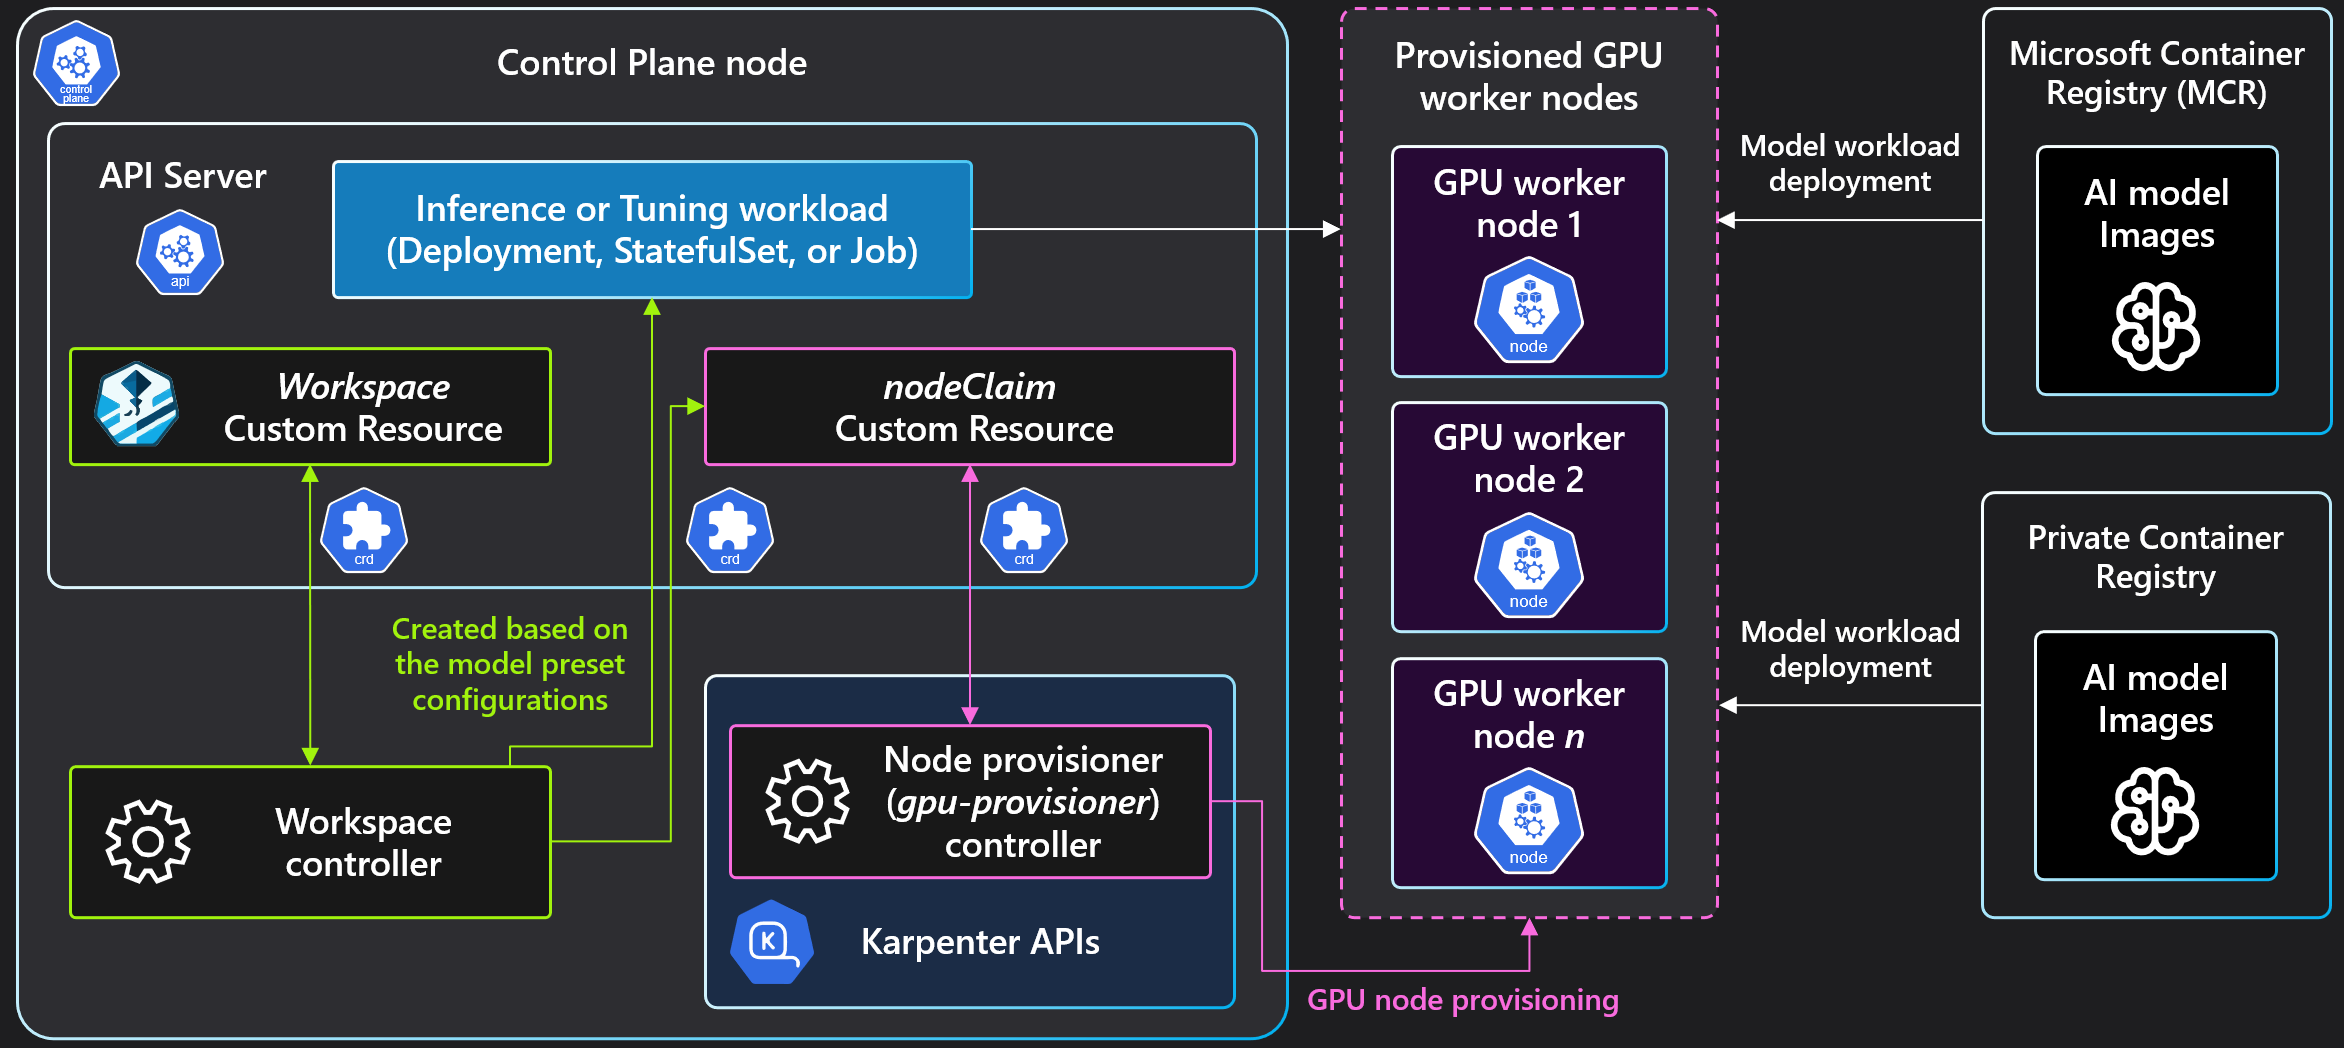 control
plane
Control Plane node
API Server
api
Inference or Tuning workload
(Deployment, StatefulSet, or Job)
Workspace
Custom Resource
nodeClaim
Custom Resource
crd
crd
crd
Created based on
the model preset
configurations
Workspace
controller
Node provisioner
(gpu-provisioner)
controller
K
Karpenter APIs
GPU node provisioning
Provisioned GPU
worker nodes
GPU worker
node 1
node
GPU worker
node 2
node
GPU worker
node n
node
Model workload
deployment
Model workload
deployment
Microsoft Container
Registry (MCR)
AI model
Images
Private Container
Registry
AI model
Images